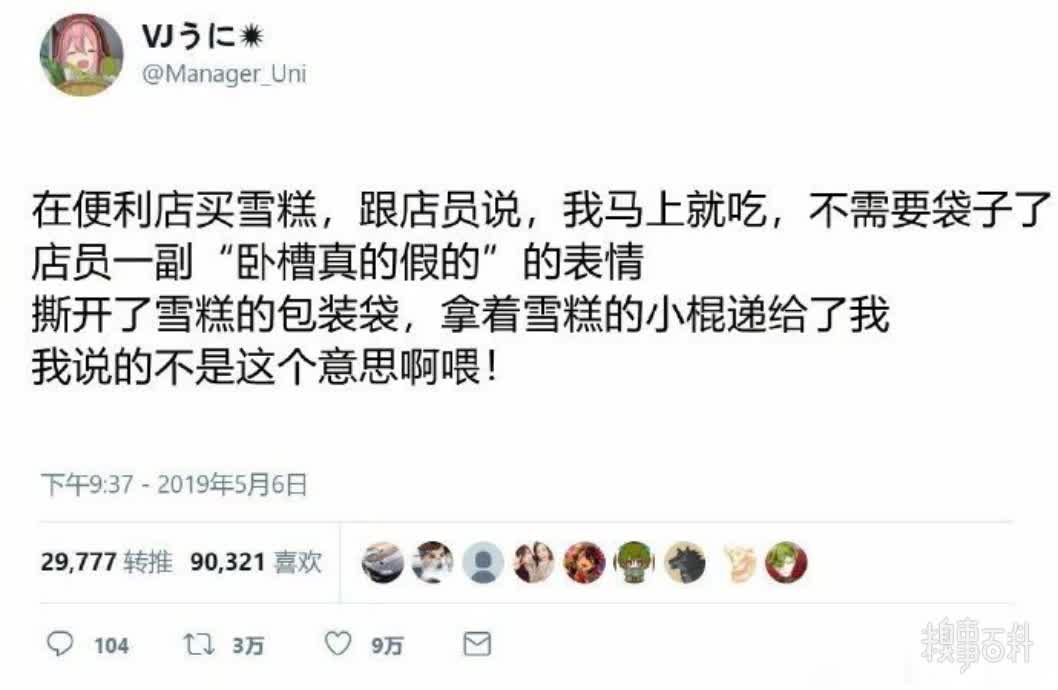 VJうに✹
@Manager_Uni
在便利店买雪糕，跟店员说，我马上就吃，不需要袋子了
店员一副“卧槽真的假的”的表情
撕开了雪糕的包装袋，拿着雪糕的小棍递给了我
我说的不是这个意思啊喂！
下午9:37 - 2019年5月6日
29,777 转推 90,321 喜欢
104 3万 9万
糗事百科